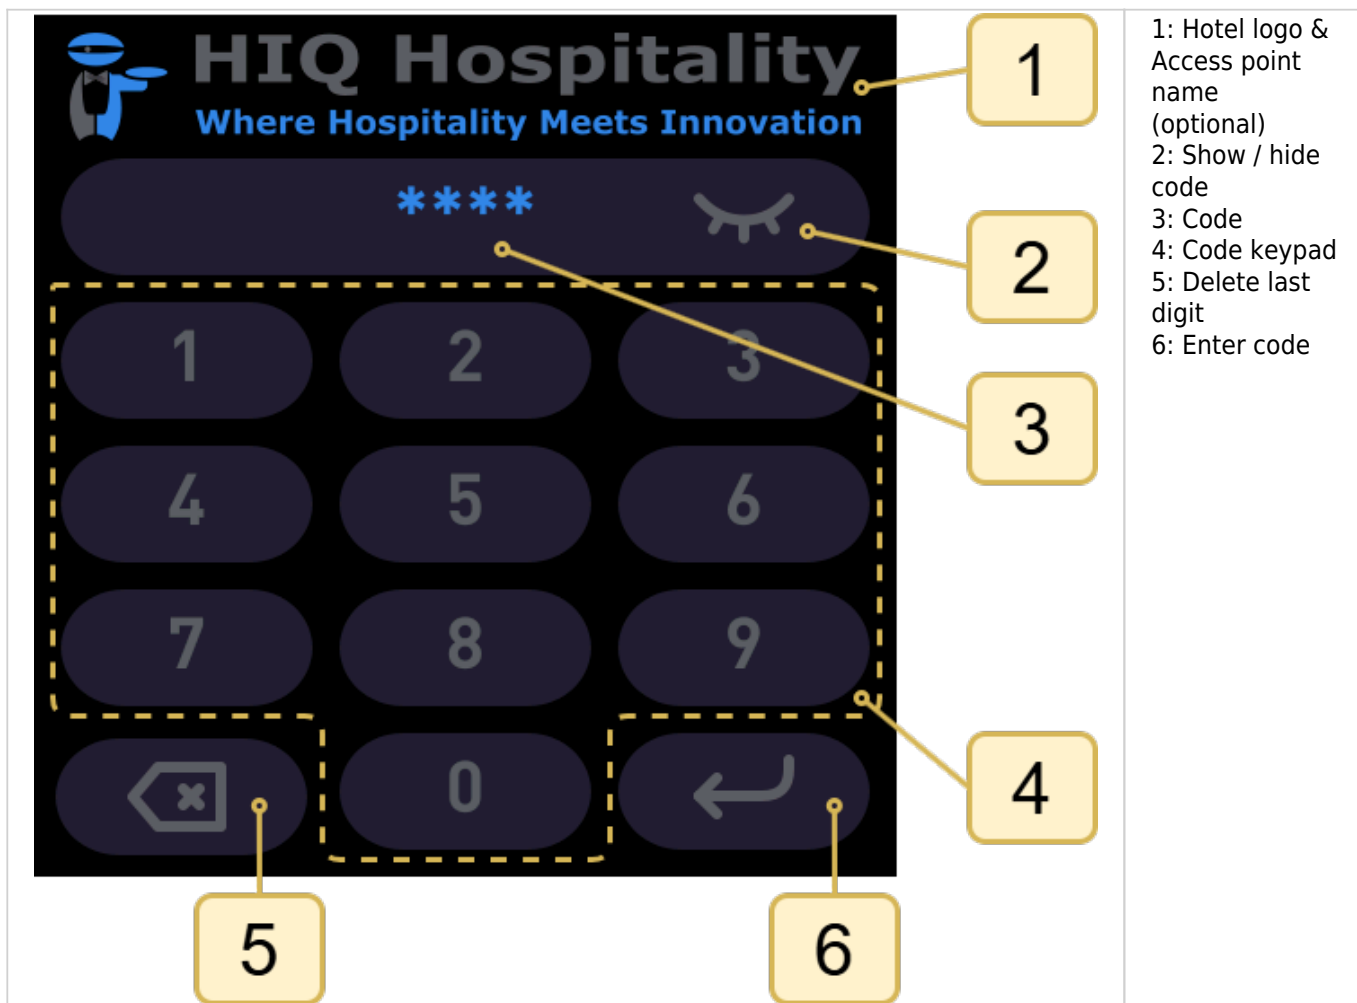 HIQ Hospitality
Where Hospitality Meets Innovation
****
1 2 3
4 5 6
7 8 9
0
1
2
3
4
5
6
1: Hotel logo &
Access point
name
(optional)
2: Show / hide
code
3: Code
4: Code keypad
5: Delete last
digit
6: Enter code